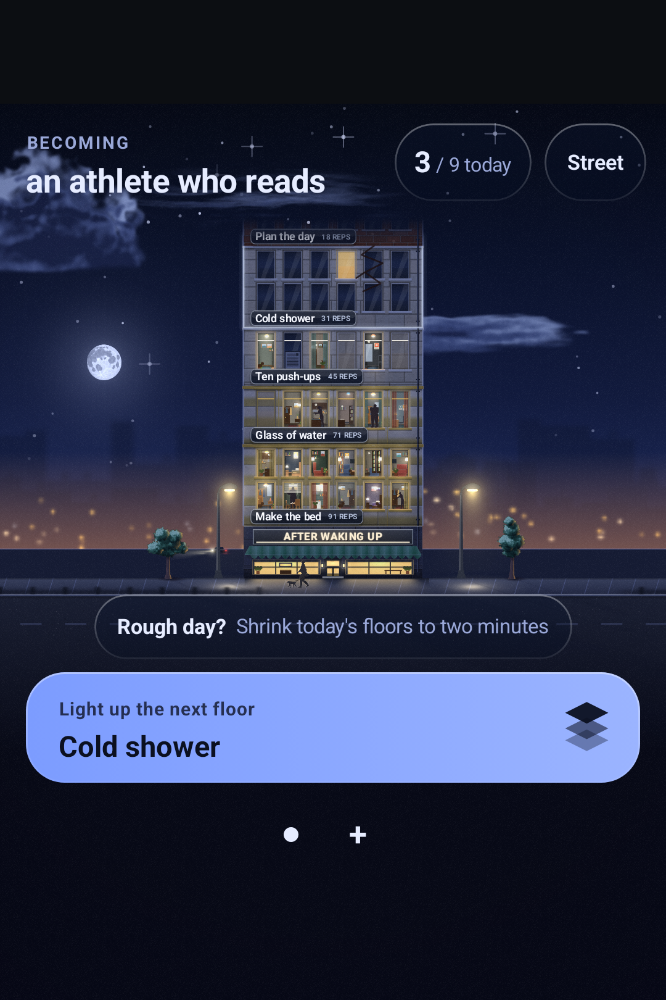 BECOMING
an athlete who reads
3 / 9 today
Street
Plan the day 18 REPS
Cold shower 31 REPS
Ten push-ups 45 REPS
Glass of water 71 REPS
Make the bed 91 REPS
AFTER WAKING UP
Rough day? Shrink today's floors to two minutes
Light up the next floor
Cold shower